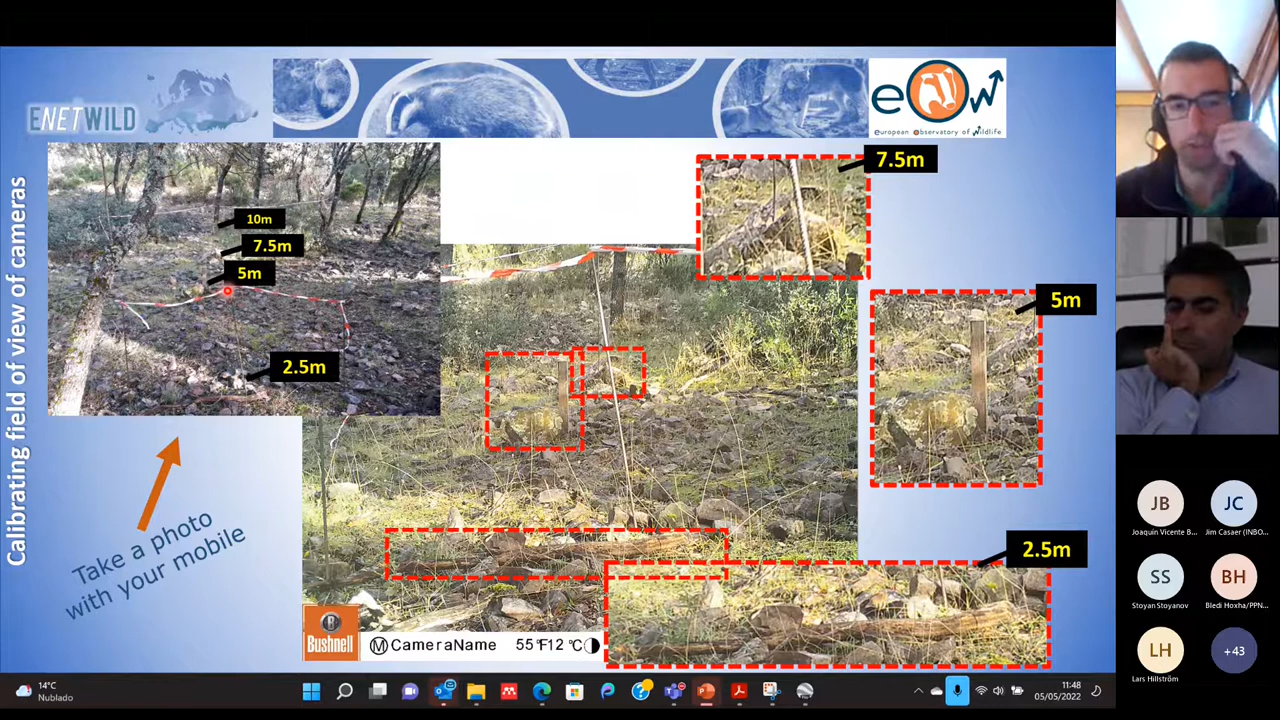 ENETWILD
eow
european observatory of wildlife
Calibrating field of view of cameras
10m
7.5m
5m
2.5m
Take a photo
with your mobile
7.5m
5m
2.5m
B
Bushnell
M CameraName 55°F12°C
JB
Joaquin Vicente B...
JC
Jim Casaer (INBO...
SS
Stoyan Stoyanov
BH
Bledi Hoxha/PPN...
LH
Lars Hillström
+43
14°C
Nublado
11:48
05/05/2022